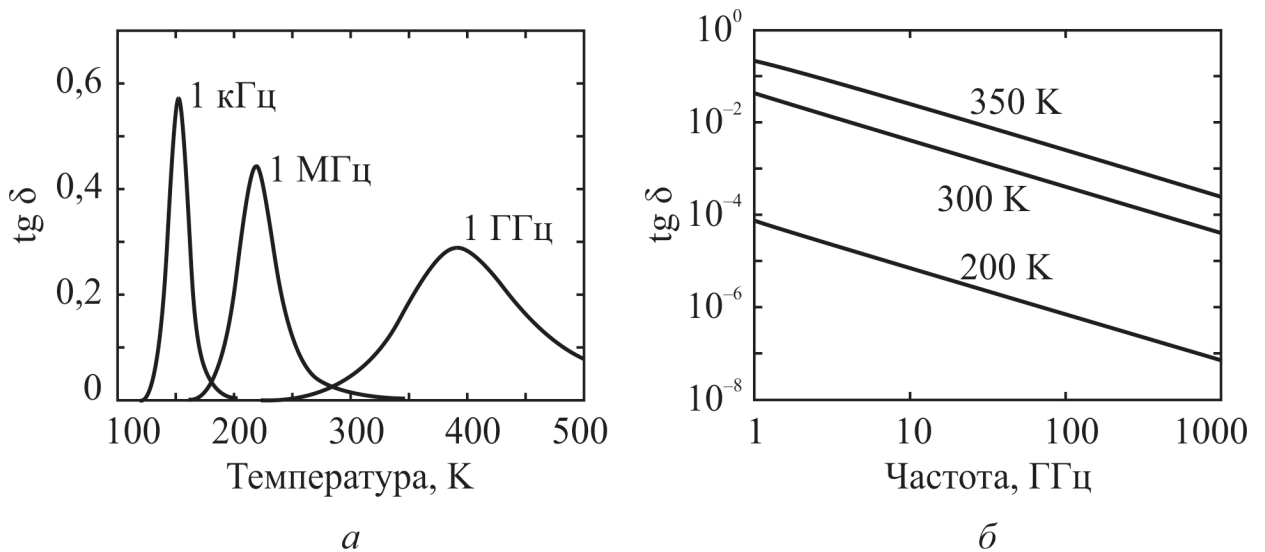 tg δ
0,6
0,4
0,2
0
1 кГц
1 МГц
1 ГГц
100 200 300 400 500
Температура, К
а
tg δ
10⁰
10⁻²
10⁻⁴
10⁻⁶
10⁻⁸
350 К
300 К
200 К
1 10 100 1000
Частота, ГГц
б